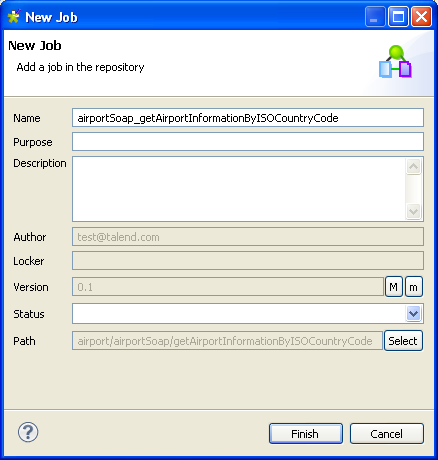 New Job
New Job
Add a job in the repository
Name airportSoap_getAirportInformationByISOCountryCode
Purpose
Description
Author test@talend.com
Locker
Version 0.1 M m
Status
Path airport/airportSoap/getAirportInformationByISOCountryCode Select
? Finish Cancel